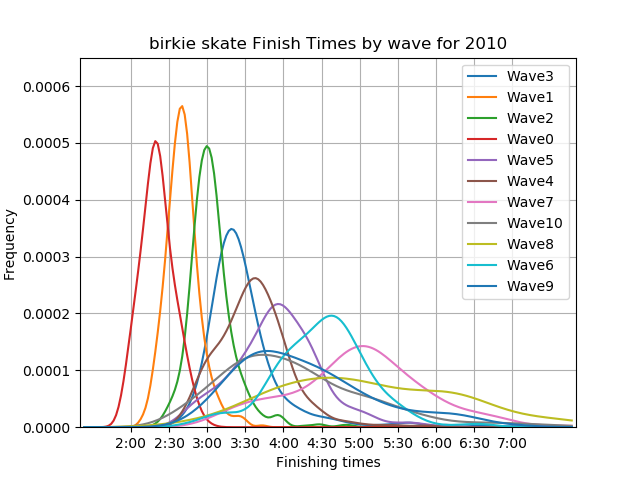 birkie skate Finish Times by wave for 2010
0.0006
0.0005
0.0004
0.0003
0.0002
0.0001
0.0000
Frequency
Wave3
Wave1
Wave2
Wave0
Wave5
Wave4
Wave7
Wave10
Wave8
Wave6
Wave9
2:00 2:30 3:00 3:30 4:00 4:30 5:00 5:30 6:00 6:30 7:00
Finishing times